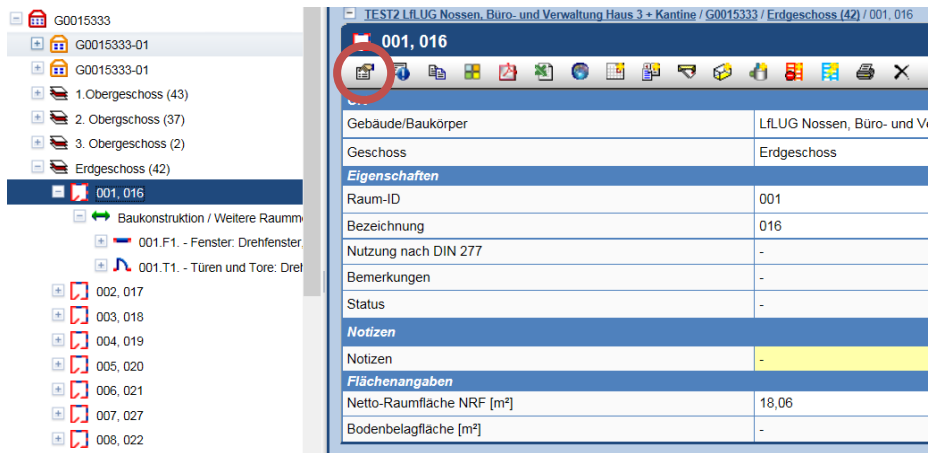 G0015333
G0015333-01
G0015333-01
1.Obergeschoss (43)
2. Obergschoss (37)
3. Obergeschoss (2)
Erdgeschoss (42)
001, 016
Baukonstruktion / Weitere Raumm
001.F1. - Fenster: Drehfenster,
001.T1. - Türen und Tore: Dreh
002, 017
003, 018
004, 019
005, 020
006, 021
007, 027
008, 022
TEST2 LfLUG Nossen, Büro- und Verwaltung Haus 3 + Kantine / G0015333 / Erdgeschoss (42) / 001, 016
001, 016
Gebäude/Baukörper LfLUG Nossen, Büro- und Ve
Geschoss Erdgeschoss
Eigenschaften
Raum-ID 001
Bezeichnung 016
Nutzung nach DIN 277 -
Bemerkungen -
Status -
Notizen
Notizen -
Flächenangaben
Netto-Raumfläche NRF [m²] 18,06
Bodenbelagfläche [m²] -